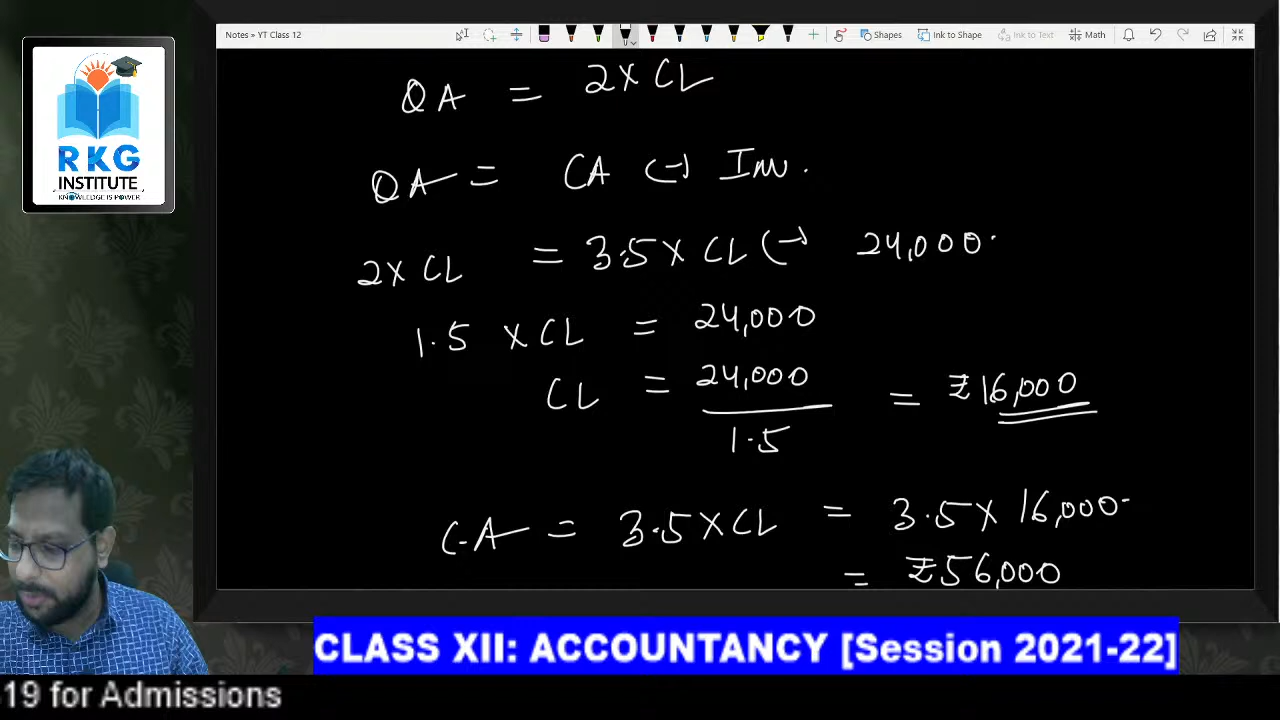 Notes » YT Class 12
Shapes
Ink to Shape
Ink to Text
Math
QA = 2 x CL
QA = CA (-) Inv.
2 x CL = 3.5 x CL (-) 24,000.
1.5 x CL = 24,000
CL = 24,000 / 1.5 = ₹16,000
CA = 3.5 x CL = 3.5 x 16,000
= ₹56,000
RKG
INSTITUTE
KNOWLEDGE IS POWER
CLASS XII: ACCOUNTANCY [Session 2021-22]
19 for Admissions